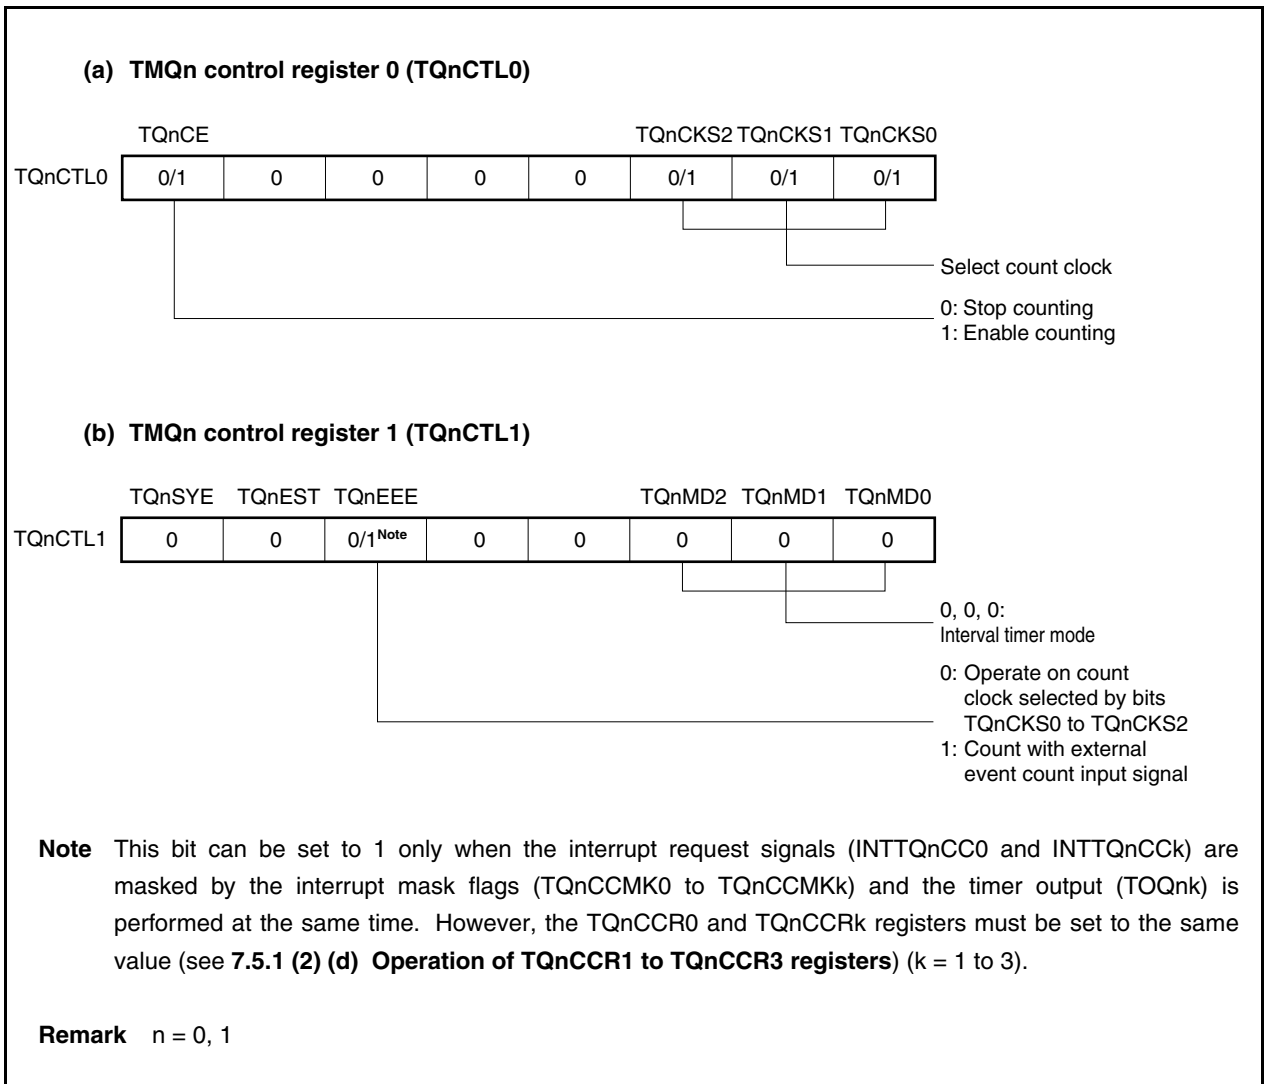 (a) TMQn control register 0 (TQnCTL0)
TQnCE TQnCKS2 TQnCKS1 TQnCKS0
TQnCTL0 0/1 0 0 0 0 0/1 0/1 0/1
Select count clock
0: Stop counting
1: Enable counting
(b) TMQn control register 1 (TQnCTL1)
TQnSYE TQnEST TQnEEE TQnMD2 TQnMD1 TQnMD0
TQnCTL1 0 0 0/1Note 0 0 0 0 0
0, 0, 0:
Interval timer mode
0: Operate on count
clock selected by bits
TQnCKS0 to TQnCKS2
1: Count with external
event count input signal
Note This bit can be set to 1 only when the interrupt request signals (INTTQnCC0 and INTTQnCCk) are
masked by the interrupt mask flags (TQnCCMK0 to TQnCCMKk) and the timer output (TOQnk) is
performed at the same time. However, the TQnCCR0 and TQnCCRk registers must be set to the same
value (see 7.5.1 (2) (d) Operation of TQnCCR1 to TQnCCR3 registers) (k = 1 to 3).
Remark n = 0, 1